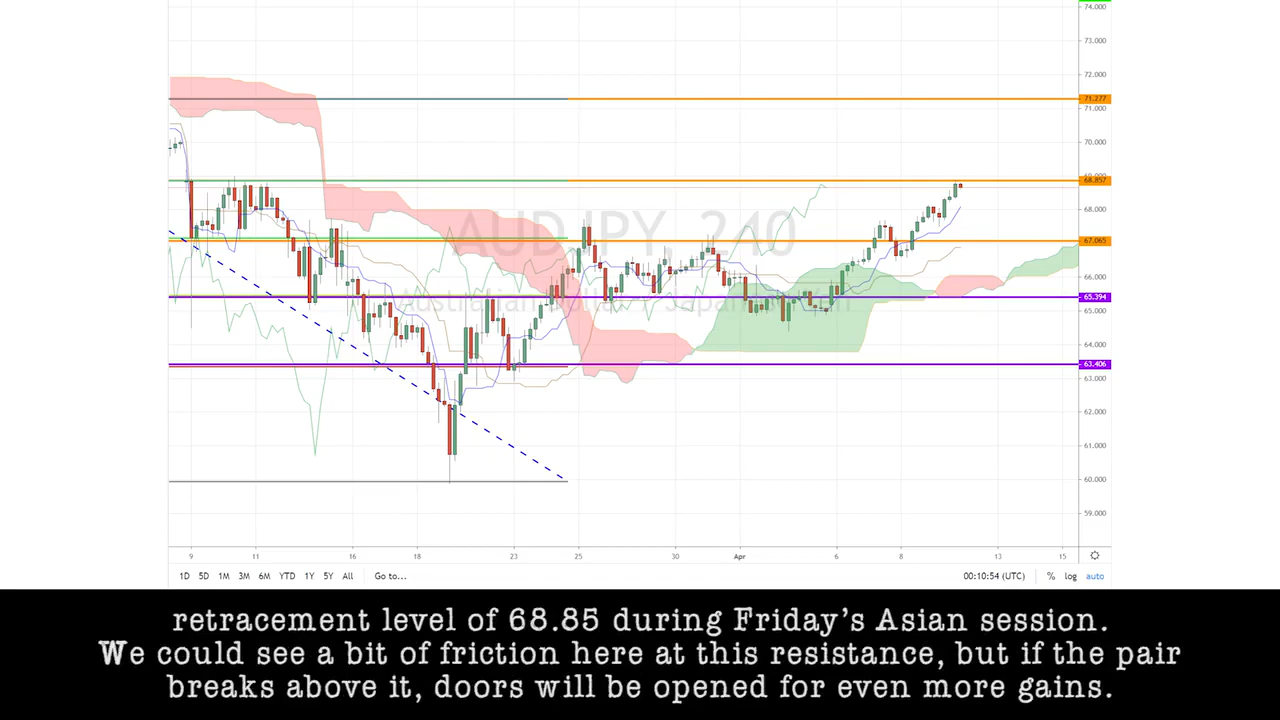 74.000
73.000
72.000
71.277
71.000
70.000
68.857
68.000
AUDJPY, 240
67.065
66.000
65.394
Australian Dollar / Japanese Yen
65.000
64.000
63.406
63.000
62.000
61.000
60.000
59.000
9 11 16 18 23 25 30 Apr 6 8 13 15
1D 5D 1M 3M 6M YTD 1Y 5Y All Go to... 00:10:54 (UTC) % log auto
retracement level of 68.85 during Friday's Asian session.
We could see a bit of friction here at this resistance, but if the pair
breaks above it, doors will be opened for even more gains.